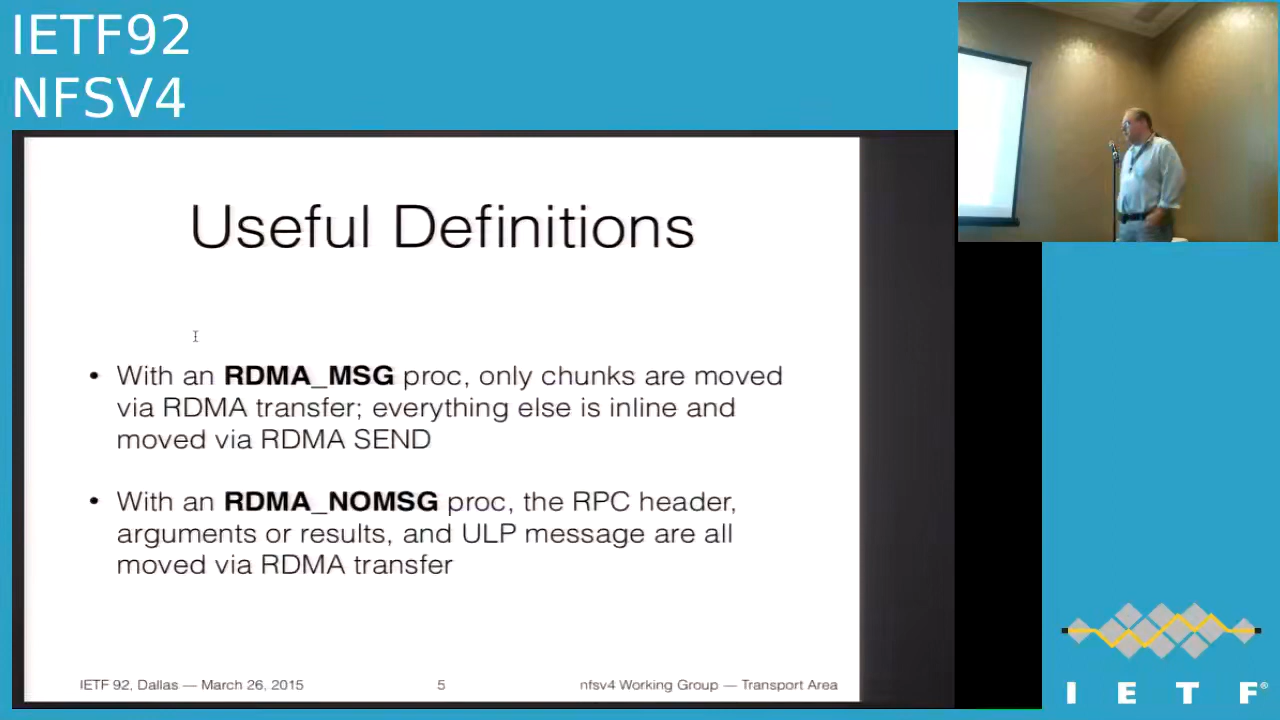 IETF92
NFSV4
Useful Definitions
• With an RDMA_MSG proc, only chunks are moved
via RDMA transfer; everything else is inline and
moved via RDMA SEND
• With an RDMA_NOMSG proc, the RPC header,
arguments or results, and ULP message are all
moved via RDMA transfer
IETF 92, Dallas — March 26, 2015
5
nfsv4 Working Group — Transport Area
I E T F®